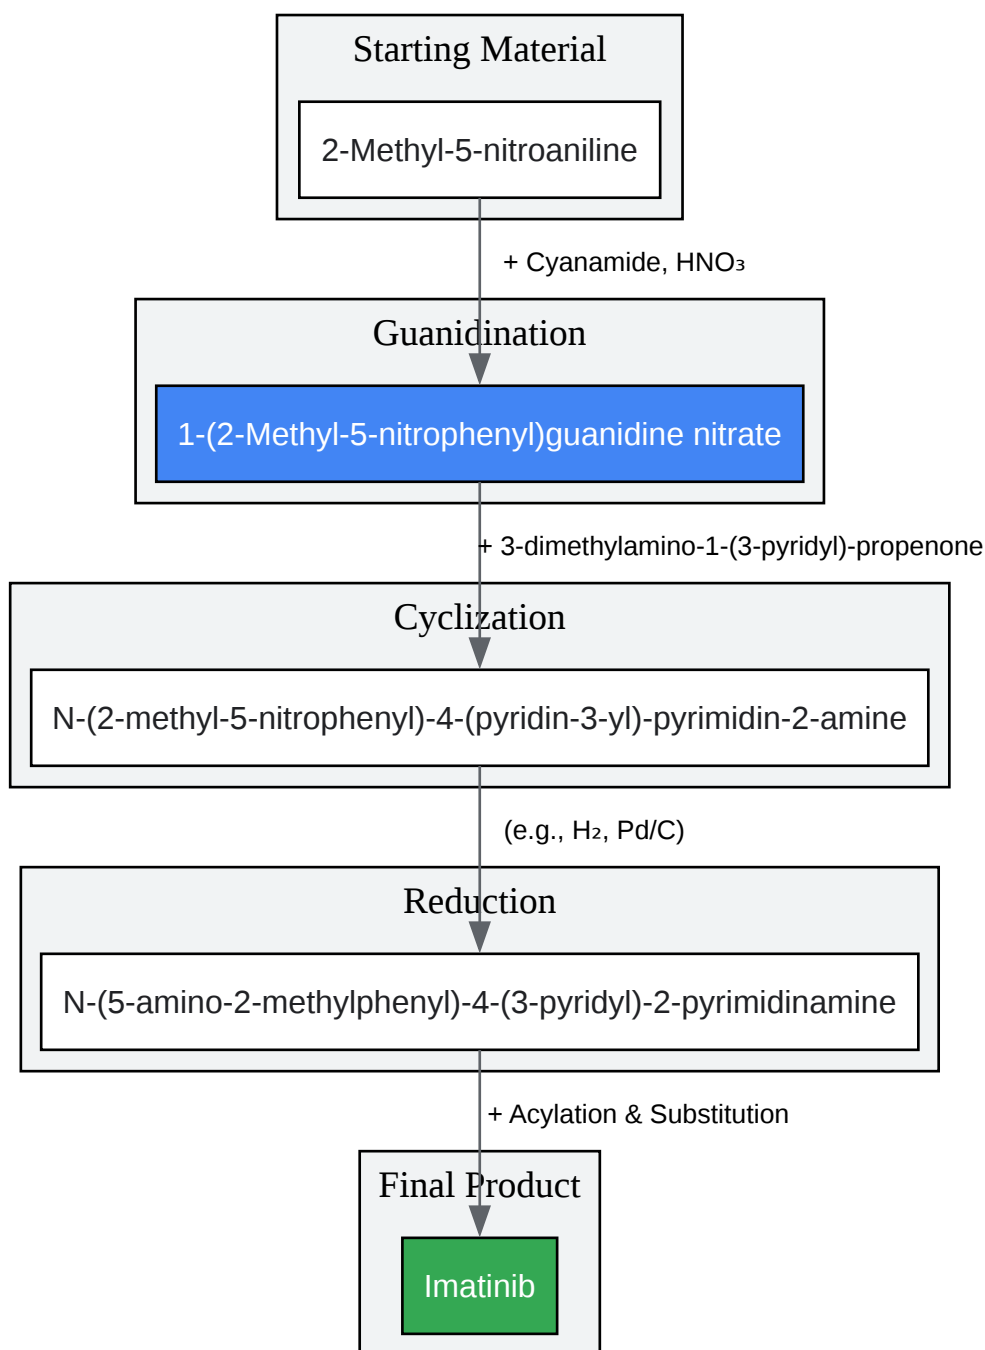 Starting Material
2-Methyl-5-nitroaniline
+ Cyanamide, HNO₃
Guanidination
1-(2-Methyl-5-nitrophenyl)guanidine nitrate
+ 3-dimethylamino-1-(3-pyridyl)-propenone
Cyclization
N-(2-methyl-5-nitrophenyl)-4-(pyridin-3-yl)-pyrimidin-2-amine
(e.g., H₂, Pd/C)
Reduction
N-(5-amino-2-methylphenyl)-4-(3-pyridyl)-2-pyrimidinamine
+ Acylation & Substitution
Final Product
Imatinib